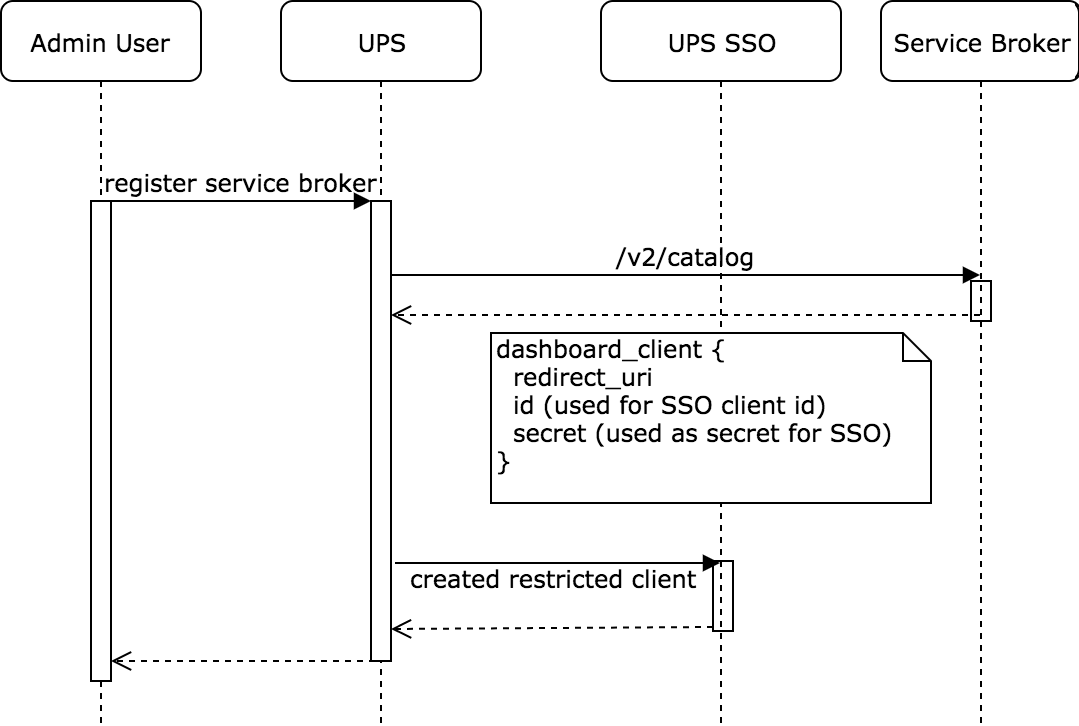 Admin User
UPS
UPS SSO
Service Broker
register service broker
/v2/catalog
dashboard_client {
redirect_uri
id (used for SSO client id)
secret (used as secret for SSO)
}
created restricted client